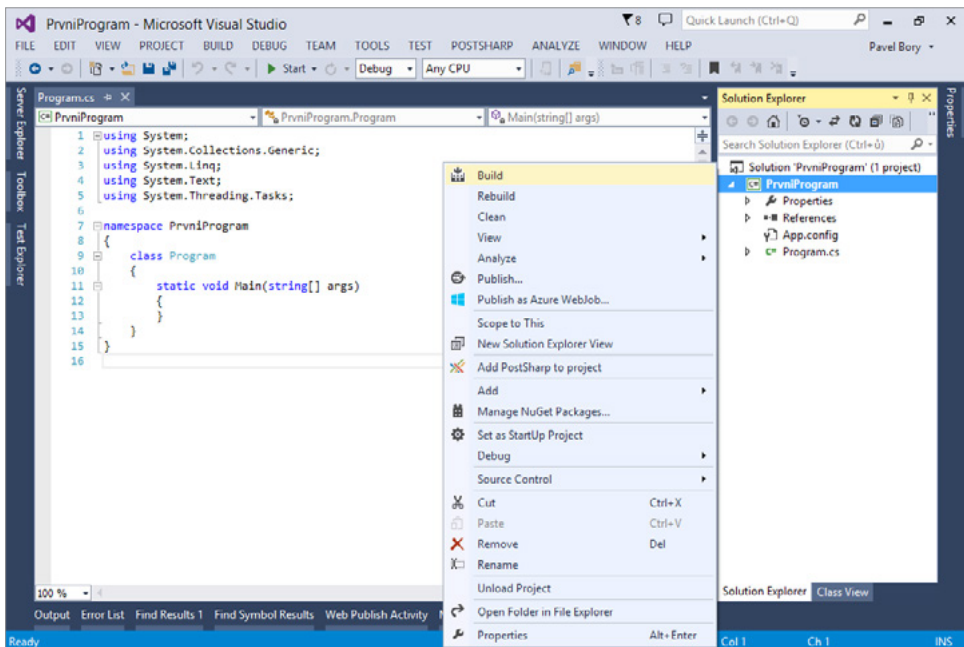 PrvniProgram - Microsoft Visual Studio
8
Quick Launch (Ctrl+Q)
FILE EDIT VIEW PROJECT BUILD DEBUG TEAM TOOLS TEST POSTSHARP ANALYZE WINDOW HELP
Pavel Bory
Start Debug Any CPU
Server Explorer
Toolbox
Test Explorer
Program.cs
PrvniProgram
PrvniProgram.Program
Main(string[] args)
1 using System;
2 using System.Collections.Generic;
3 using System.Linq;
4 using System.Text;
5 using System.Threading.Tasks;
6
7 namespace PrvniProgram
8 {
9 class Program
10 {
11 static void Main(string[] args)
12 {
13 }
14 }
15 }
16
100 %
Build
Rebuild
Clean
View
Analyze
Publish...
Publish as Azure WebJob...
Scope to This
New Solution Explorer View
Add PostSharp to project
Add
Manage NuGet Packages...
Set as StartUp Project
Debug
Source Control
Cut Ctrl+X
Paste Ctrl+V
Remove Del
Rename
Unload Project
Open Folder in File Explorer
Properties Alt+Enter
Solution Explorer
Search Solution Explorer (Ctrl+ů)
Solution 'PrvniProgram' (1 project)
PrvniProgram
Properties
References
App.config
Program.cs
Solution Explorer Class View
Properties
Output Error List Find Results 1 Find Symbol Results Web Publish Activity
Ready
Col 1 Ch 1 INS